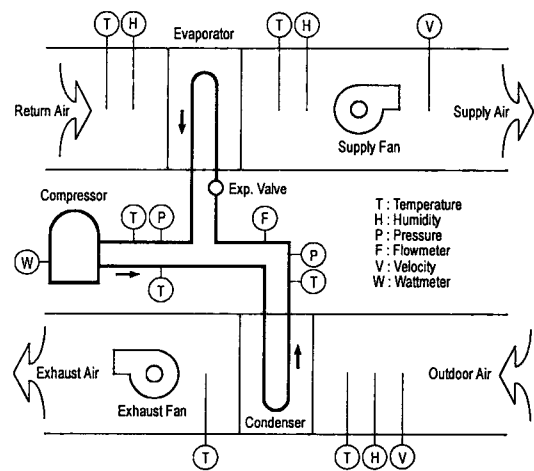 T H T H V
Evaporator
Return Air
Supply Fan
Supply Air
Exp. Valve
Compressor
T P F
T : Temperature
H : Humidity
P : Pressure
F : Flowmeter
V : Velocity
W : Wattmeter
W
P
T T
Exhaust Air
Exhaust Fan
Outdoor Air
Condenser
T T H V